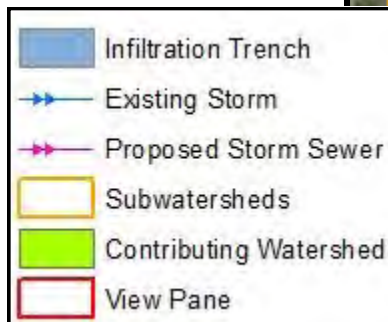 Infiltration Trench
Existing Storm
Proposed Storm Sewer
Subwatersheds
Contributing Watershed
View Pane